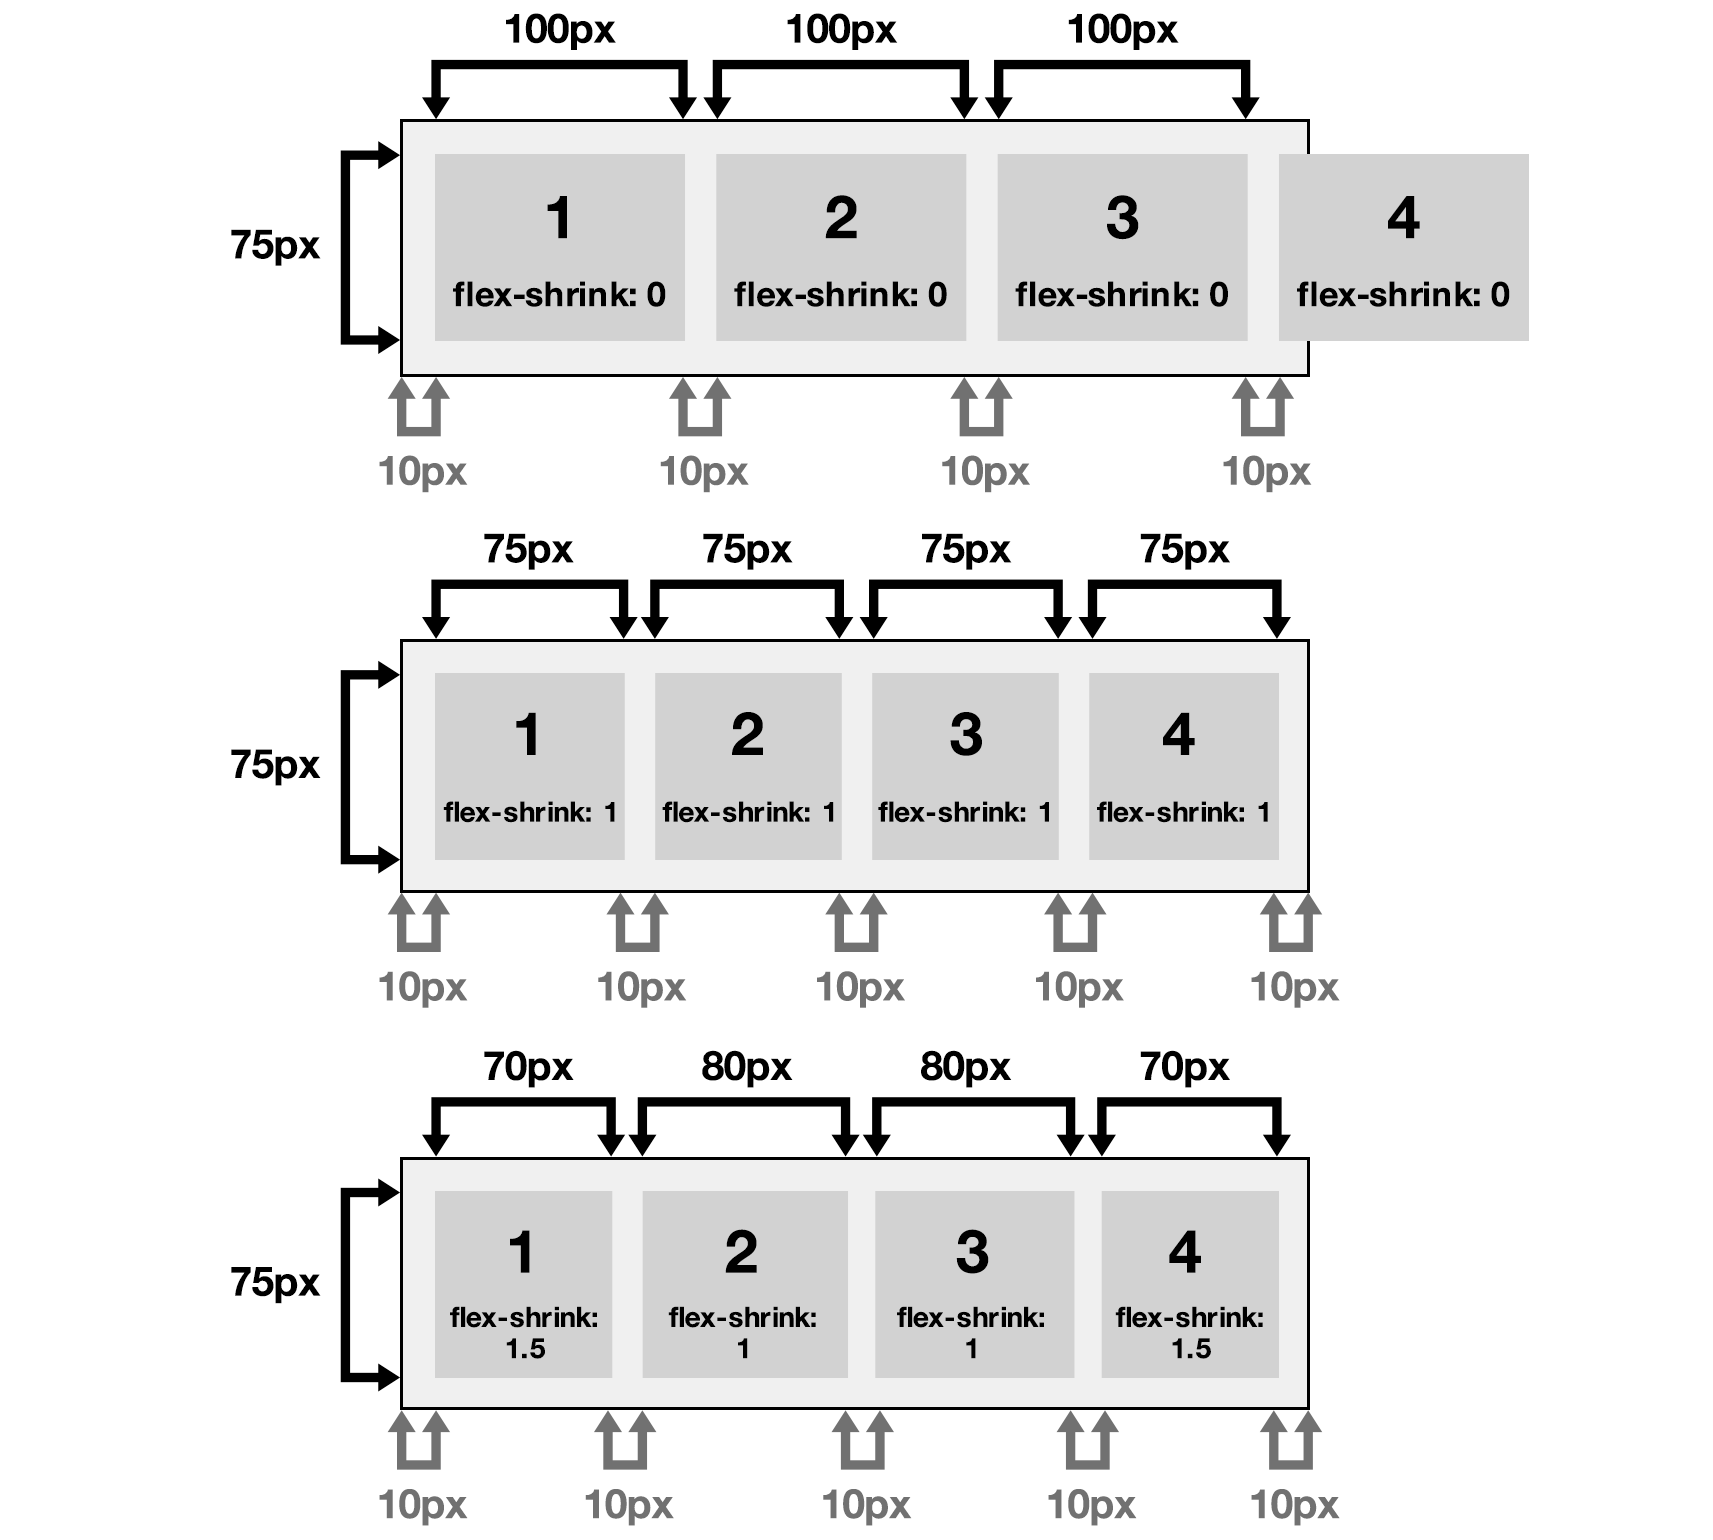 100px 100px 100px
75px
1 2 3 4
flex-shrink: 0 flex-shrink: 0 flex-shrink: 0 flex-shrink: 0
10px 10px 10px 10px
75px 75px 75px 75px
75px
1 2 3 4
flex-shrink: 1 flex-shrink: 1 flex-shrink: 1 flex-shrink: 1
10px 10px 10px 10px 10px
70px 80px 80px 70px
75px
1 2 3 4
flex-shrink: flex-shrink: flex-shrink: flex-shrink:
1.5 1 1 1.5
10px 10px 10px 10px 10px